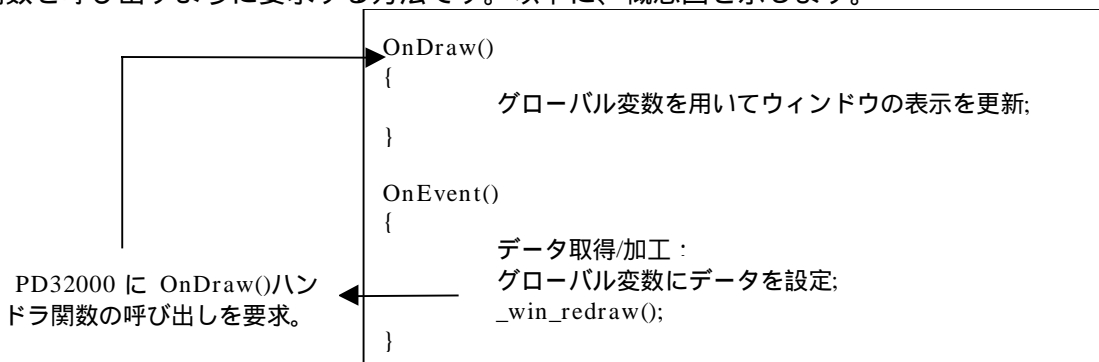 関数を呼び出すように要求する方法です。以下に、概念図を示します。
OnDraw()
{
グローバル変数を用いてウィンドウの表示を更新;
}
OnEvent()
{
データ取得/加工：
グローバル変数にデータを設定;
_win_redraw();
}
PD32000 に OnDraw()ハン
ドラ関数の呼び出しを要求。